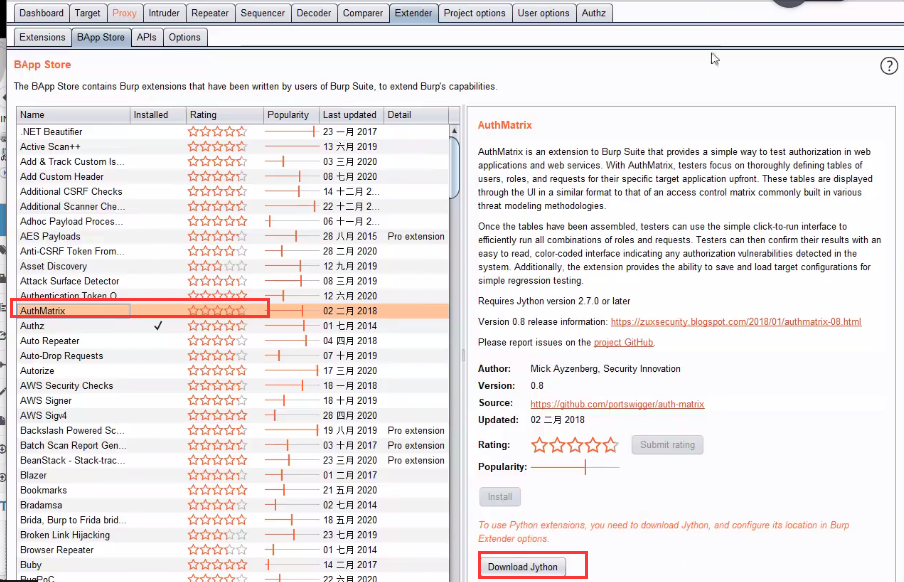 Dashboard Target Proxy Intruder Repeater Sequencer Decoder Comparer Extender Project options User options Authz
Extensions BApp Store APIs Options
BApp Store
?
The BApp Store contains Burp extensions that have been written by users of Burp Suite, to extend Burp's capabilities.
Name Installed Rating Popularity Last updated Detail
.NET Beautifier 23 一月 2017
Active Scan++ 13 六月 2019
Add & Track Custom Is... 03 三月 2020
Add Custom Header 08 七月 2020
Additional CSRF Checks 14 十二月 2...
Additional Scanner Che... 22 十二月 2...
Adhoc Payload Proces... 06 十一月 2...
AES Payloads 28 八月 2015 Pro extension
Anti-CSRF Token From... 28 二月 2020
Asset Discovery 12 九月 2019
Attack Surface Detector 08 三月 2019
Authentication Token O... 12 六月 2020
AuthMatrix 02 二月 2018
Authz ✓ 01 七月 2014
Auto Repeater 04 四月 2018
Auto-Drop Requests 07 十月 2019
Autorize 17 三月 2020
AWS Security Checks 18 一月 2018
AWS Signer 18 十月 2019
AWS Sigv4 28 四月 2020
Backslash Powered Sc... 19 八月 2019 Pro extension
Batch Scan Report Gen... 03 十月 2017 Pro extension
BeanStack - Stack-trac... 23 三月 2020 Pro extension
Blazer 01 二月 2017
Bookmarks 21 五月 2020
Bradamsa 02 七月 2014
Brida, Burp to Frida brid... 18 五月 2020
Broken Link Hijacking 23 七月 2019
Browser Repeater 01 七月 2014
Buby 14 二月 2017
BugPoC 22 六月 2020
AuthMatrix
AuthMatrix is an extension to Burp Suite that provides a simple way to test authorization in web
applications and web services. With AuthMatrix, testers focus on thoroughly defining tables of
users, roles, and requests for their specific target application upfront. These tables are displayed
through the UI in a similar format to that of an access control matrix commonly built in various
threat modeling methodologies.
Once the tables have been assembled, testers can use the simple click-to-run interface to
efficiently run all combinations of roles and requests. Testers can then confirm their results with an
easy to read, color-coded interface indicating any authorization vulnerabilities detected in the
system. Additionally, the extension provides the ability to save and load target configurations for
simple regression testing.
Requires Jython version 2.7.0 or later
Version 0.8 release information: https://zuxsecurity.blogspot.com/2018/01/authmatrix-08.html
Please report issues on the project GitHub.
Author: Mick Ayzenberg, Security Innovation
Version: 0.8
Source: https://github.com/portswigger/auth-matrix
Updated: 02 二月 2018
Rating: Submit rating
Popularity:
Install
To use Python extensions, you need to download Jython, and configure its location in Burp
Extender options.
Download Jython